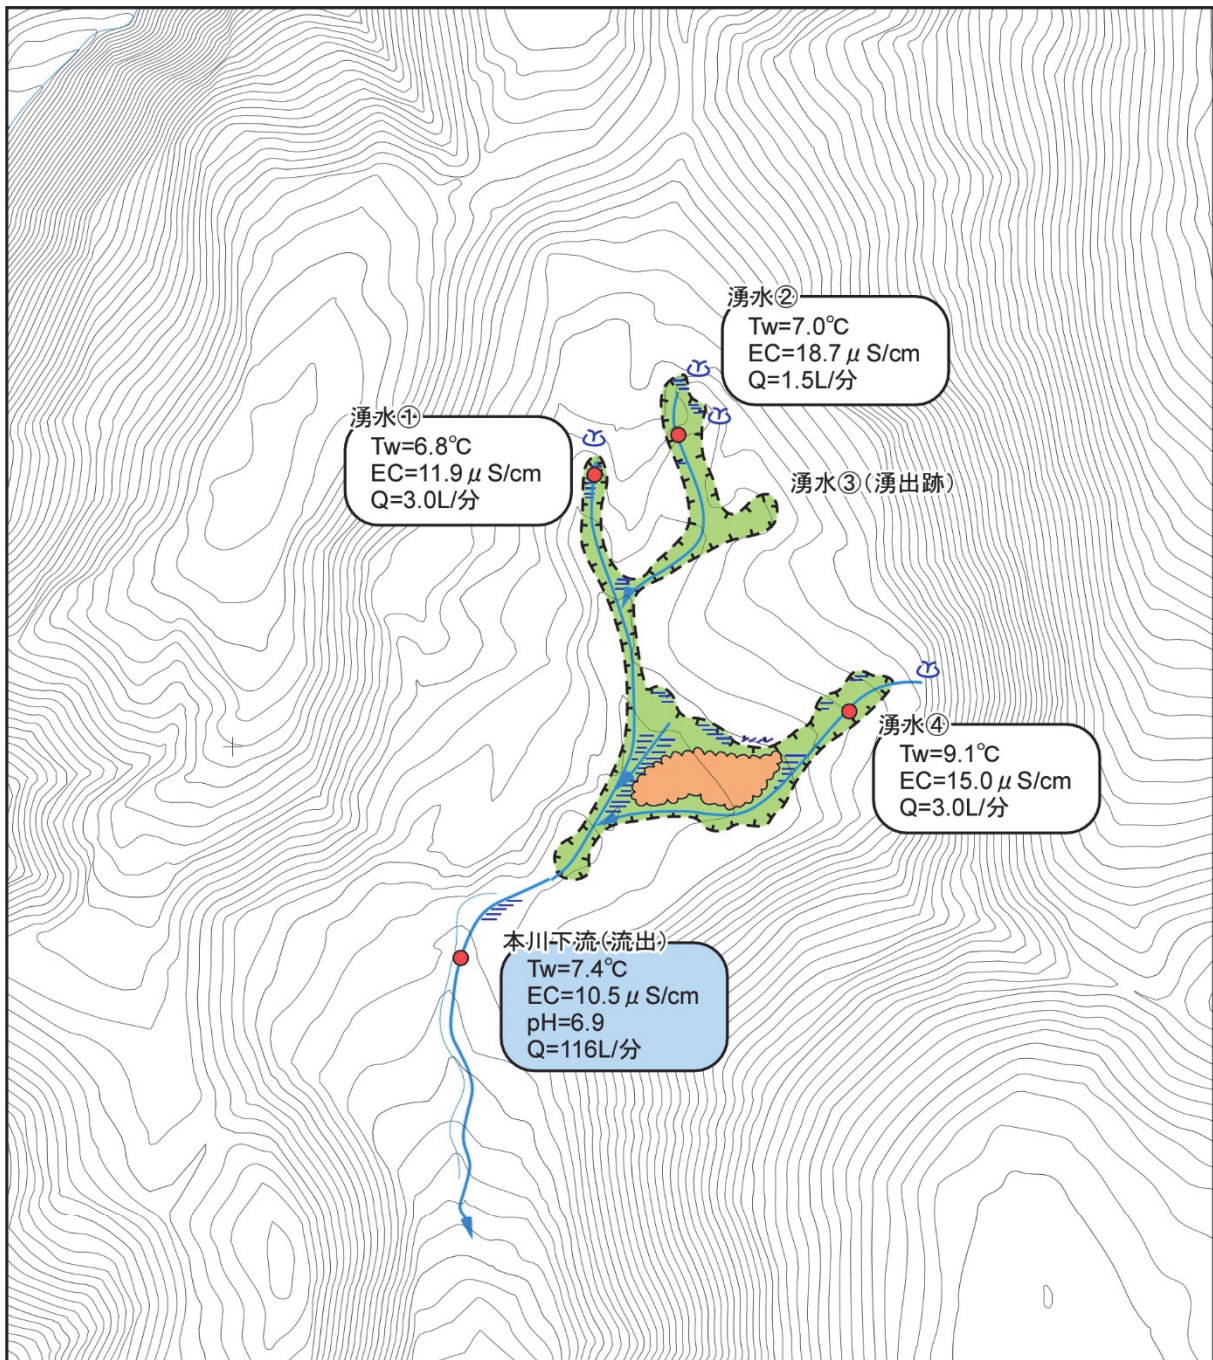 湧水②
Tw=7.0℃
EC=18.7μS/cm
Q=1.5L/分
湧水①
Tw=6.8℃
EC=11.9μS/cm
Q=3.0L/分
湧水③(湧出跡)
湧水④
Tw=9.1℃
EC=15.0μS/cm
Q=3.0L/分
本川下流(流出)
Tw=7.4℃
EC=10.5μS/cm
pH=6.9
Q=116L/分